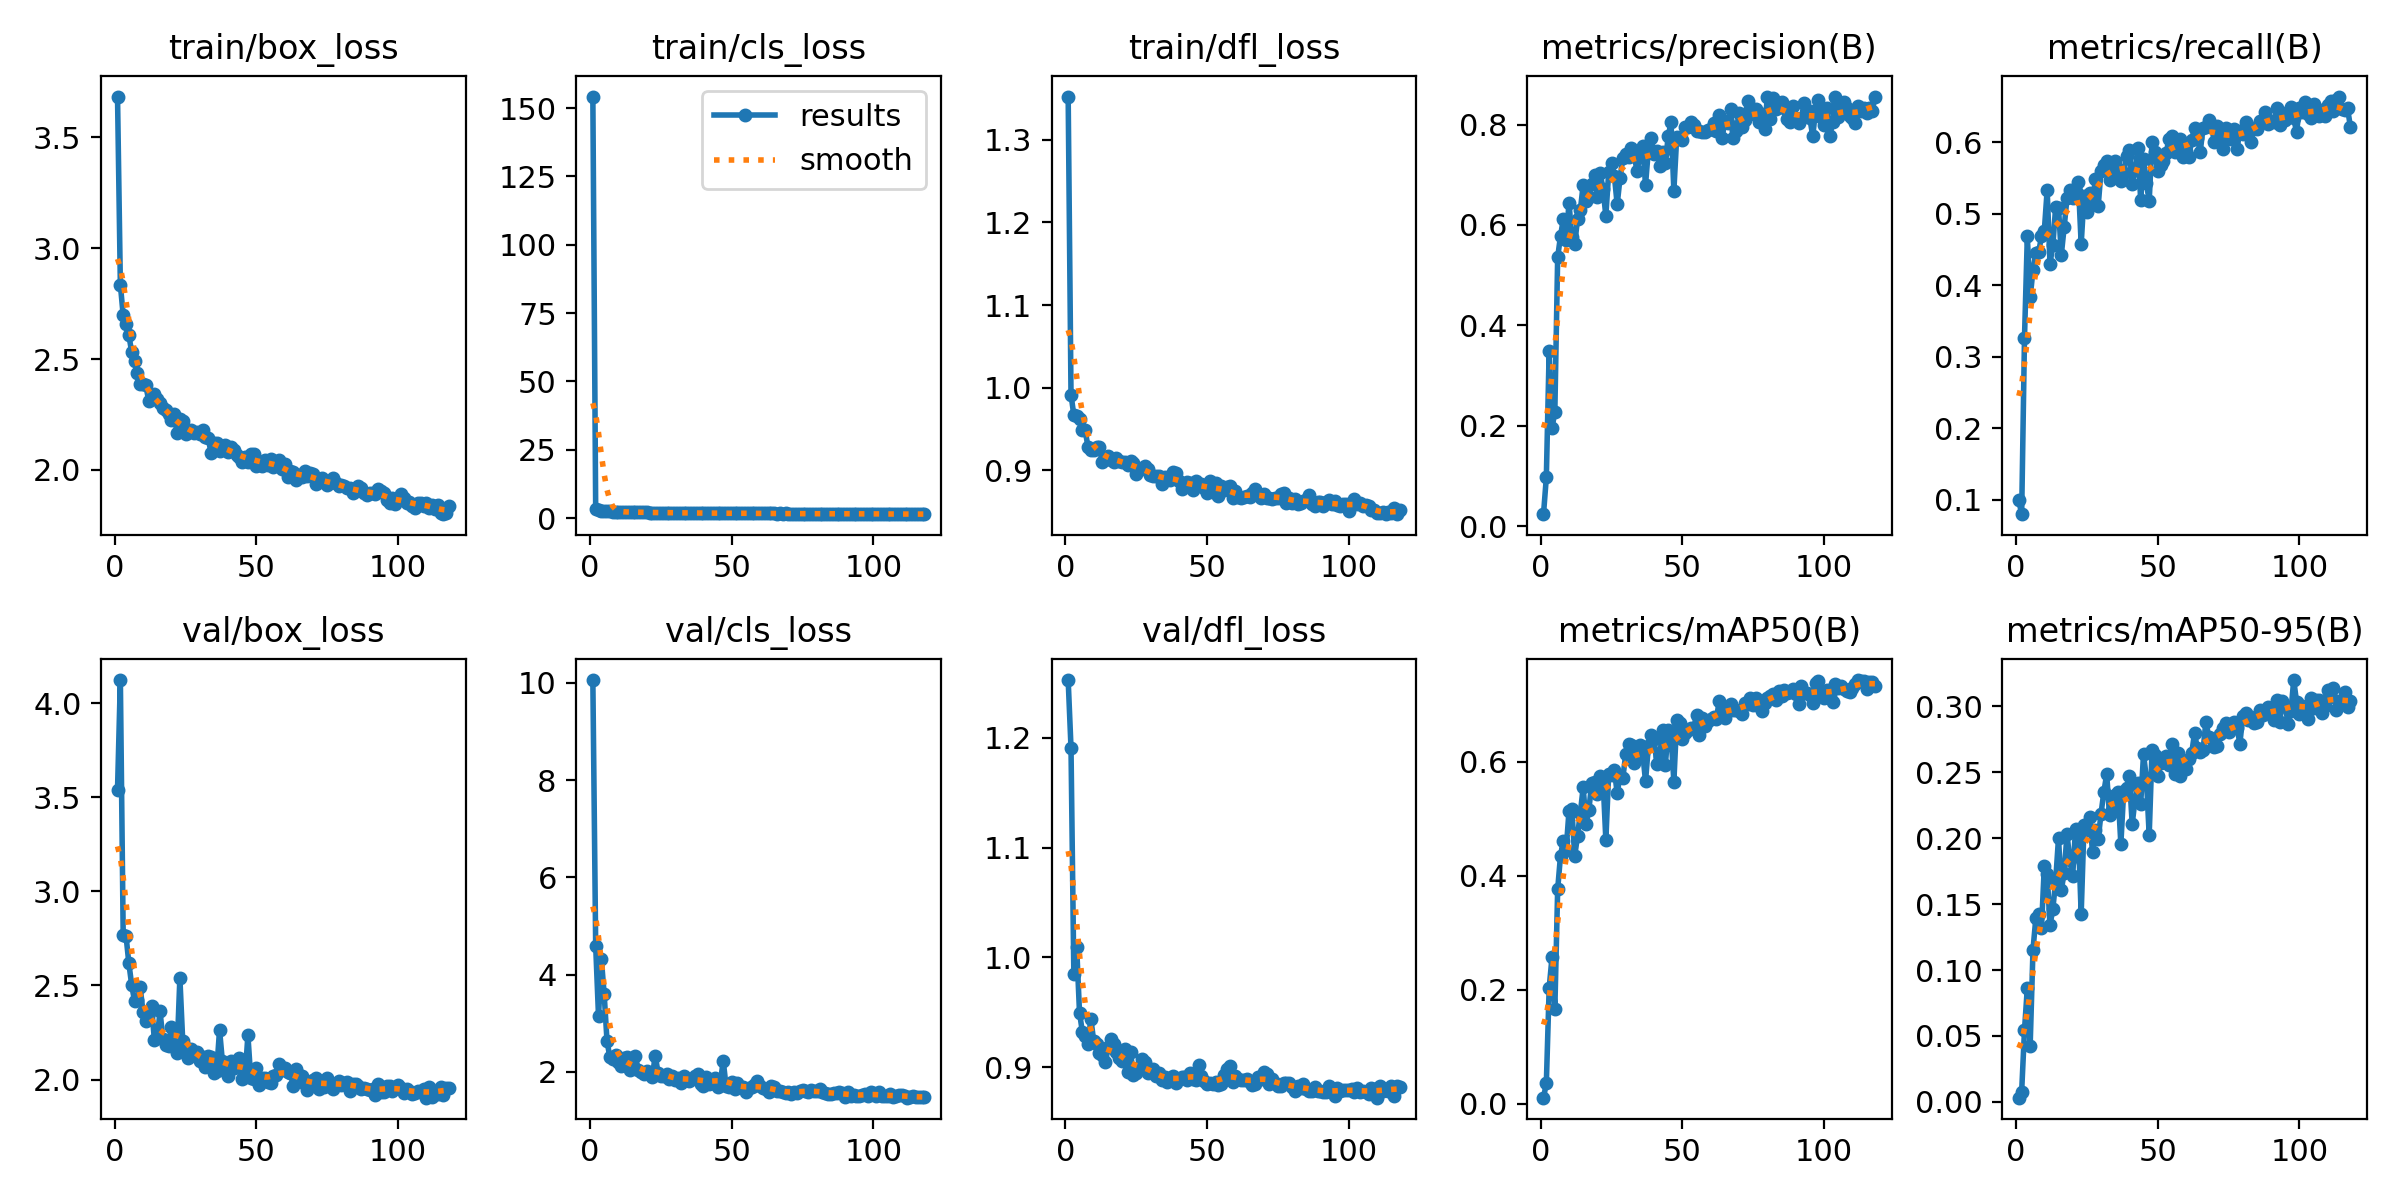 train/box_loss
3.5
3.0
2.5
2.0
0 50 100
train/cls_loss
results
smooth
150
125
100
75
50
25
0
0 50 100
train/dfl_loss
1.3
1.2
1.1
1.0
0.9
0 50 100
metrics/precision(B)
0.8
0.6
0.4
0.2
0.0
0 50 100
metrics/recall(B)
0.6
0.5
0.4
0.3
0.2
0.1
0 50 100
val/box_loss
4.0
3.5
3.0
2.5
2.0
0 50 100
val/cls_loss
10
8
6
4
2
0 50 100
val/dfl_loss
1.2
1.1
1.0
0.9
0 50 100
metrics/mAP50(B)
0.6
0.4
0.2
0.0
0 50 100
metrics/mAP50-95(B)
0.30
0.25
0.20
0.15
0.10
0.05
0.00
0 50 100